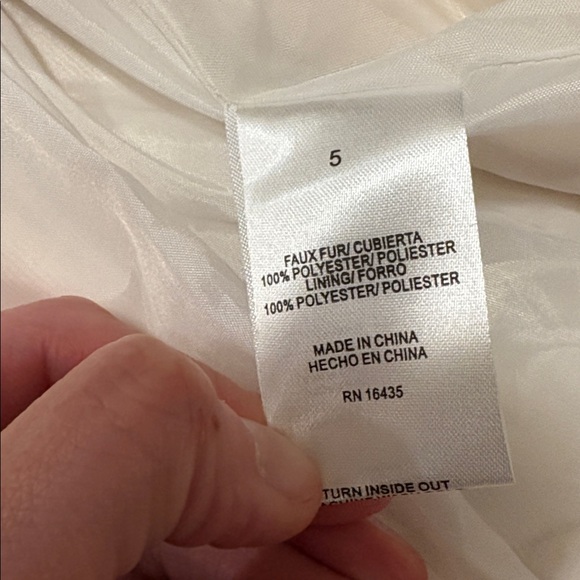 5
FAUX FUR/ CUBIERTA
100% POLYESTER/ POLIESTER
LINING/ FORRO
100% POLYESTER/ POLIESTER
MADE IN CHINA
HECHO EN CHINA
RN 16435
TURN INSIDE OUT